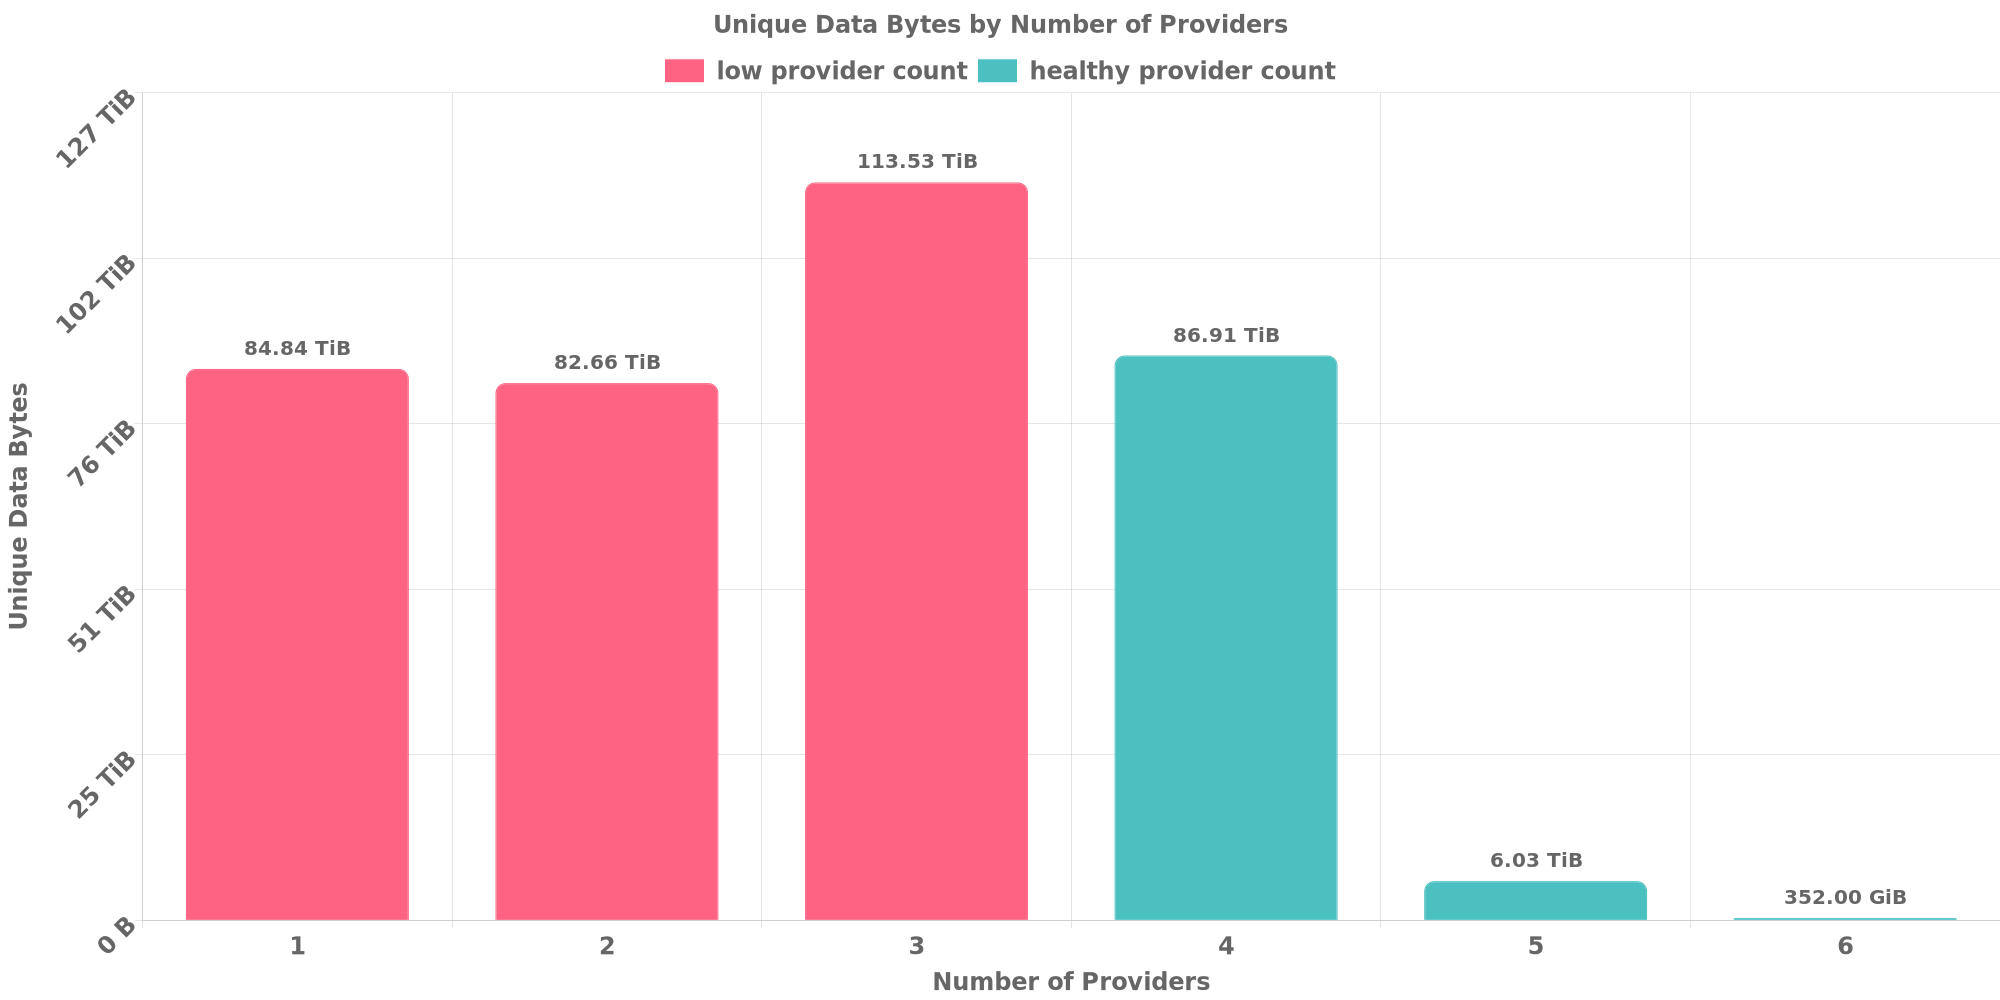 Unique Data Bytes by Number of Providers
low provider count healthy provider count
127 TiB
102 TiB
76 TiB
51 TiB
25 TiB
0 B
Unique Data Bytes
84.84 TiB
82.66 TiB
113.53 TiB
86.91 TiB
6.03 TiB
352.00 GiB
1 2 3 4 5 6
Number of Providers